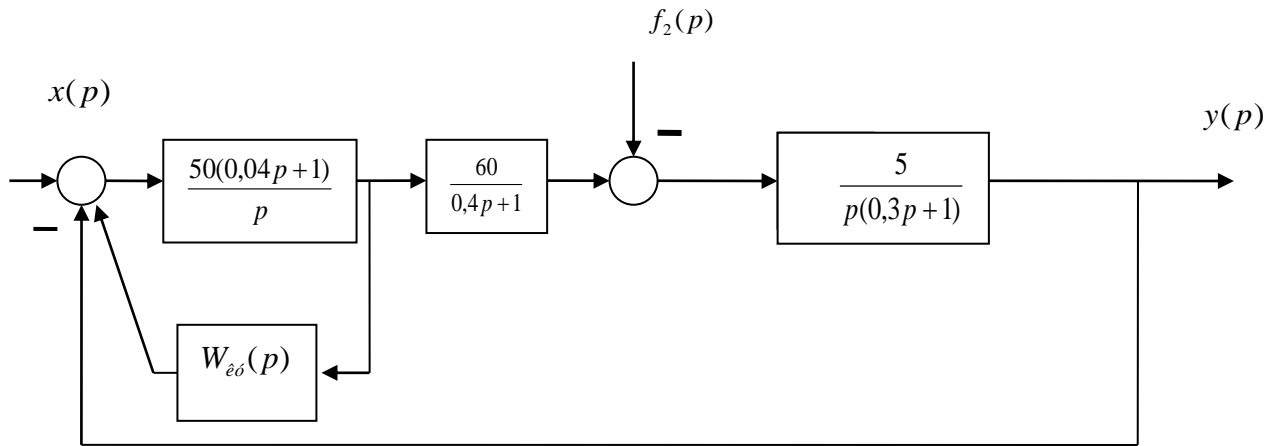 f₂(p)
x(p)
y(p)
50(0,04p+1)
p
60
0,4p+1
5
p(0,3p+1)
W_êó(p)